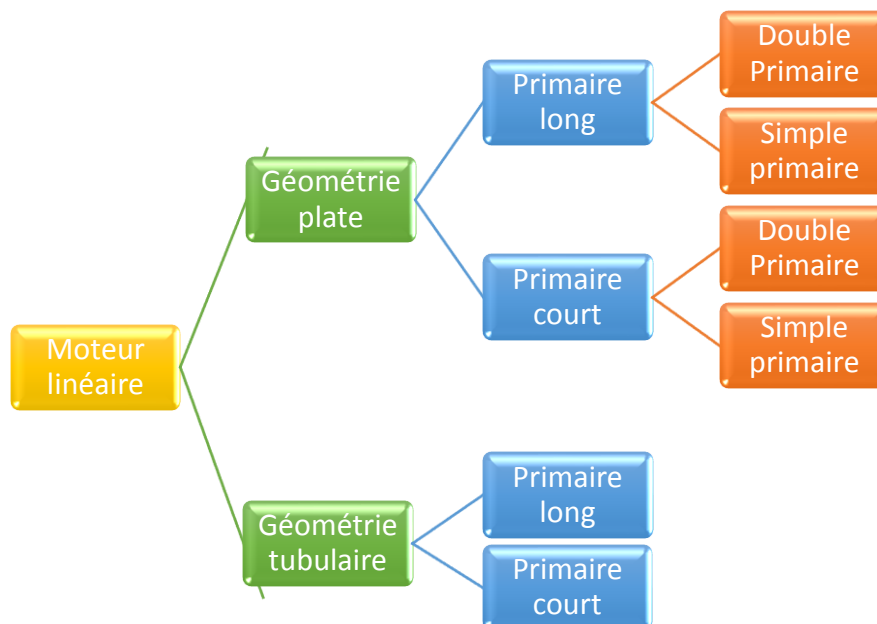 Moteur
linéaire
Géométrie
plate
Primaire
long
Double
Primaire
Simple
primaire
Primaire
court
Double
Primaire
Simple
primaire
Géométrie
tubulaire
Primaire
long
Primaire
court